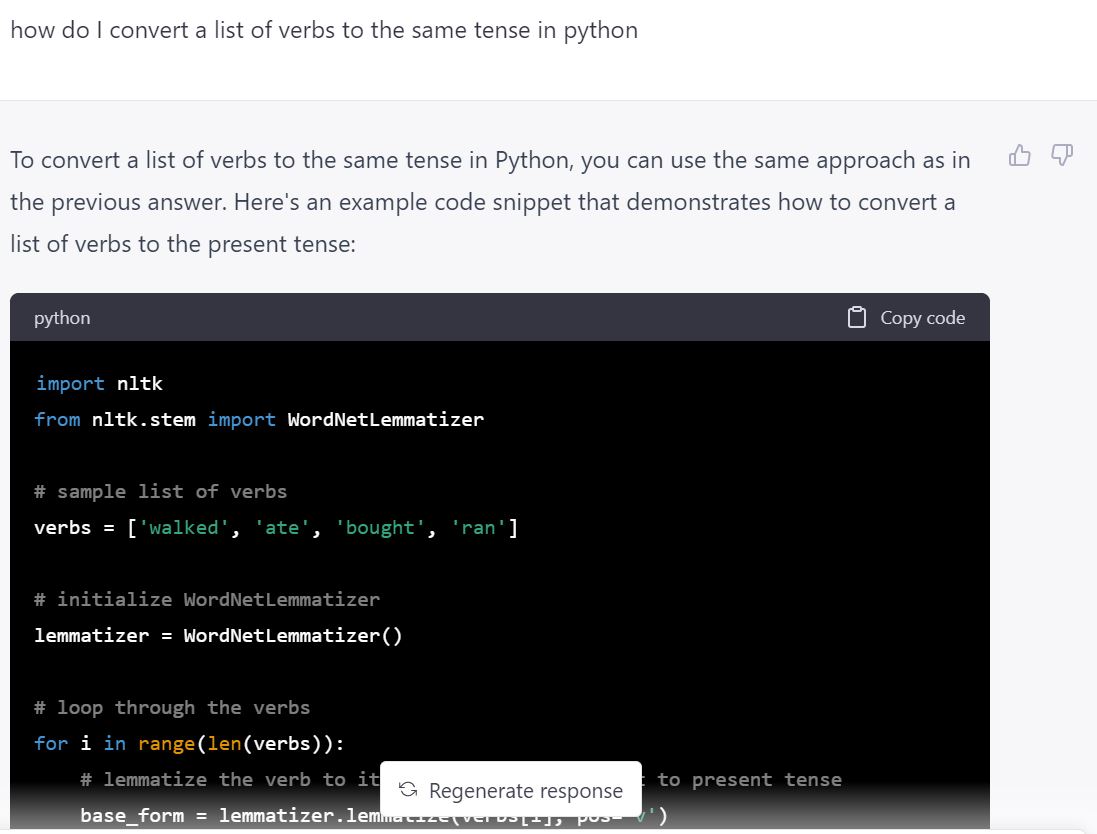 how do I convert a list of verbs to the same tense in python
To convert a list of verbs to the same tense in Python, you can use the same approach as in
the previous answer. Here's an example code snippet that demonstrates how to convert a
list of verbs to the present tense:
python Copy code
import nltk
from nltk.stem import WordNetLemmatizer
# sample list of verbs
verbs = ['walked', 'ate', 'bought', 'ran']
# initialize WordNetLemmatizer
lemmatizer = WordNetLemmatizer()
# loop through the verbs
for i in range(len(verbs)):
# lemmatize the verb to to present tense
Regenerate response
base_form = lemmatizer.lemmatize(verbs[i], pos='v')